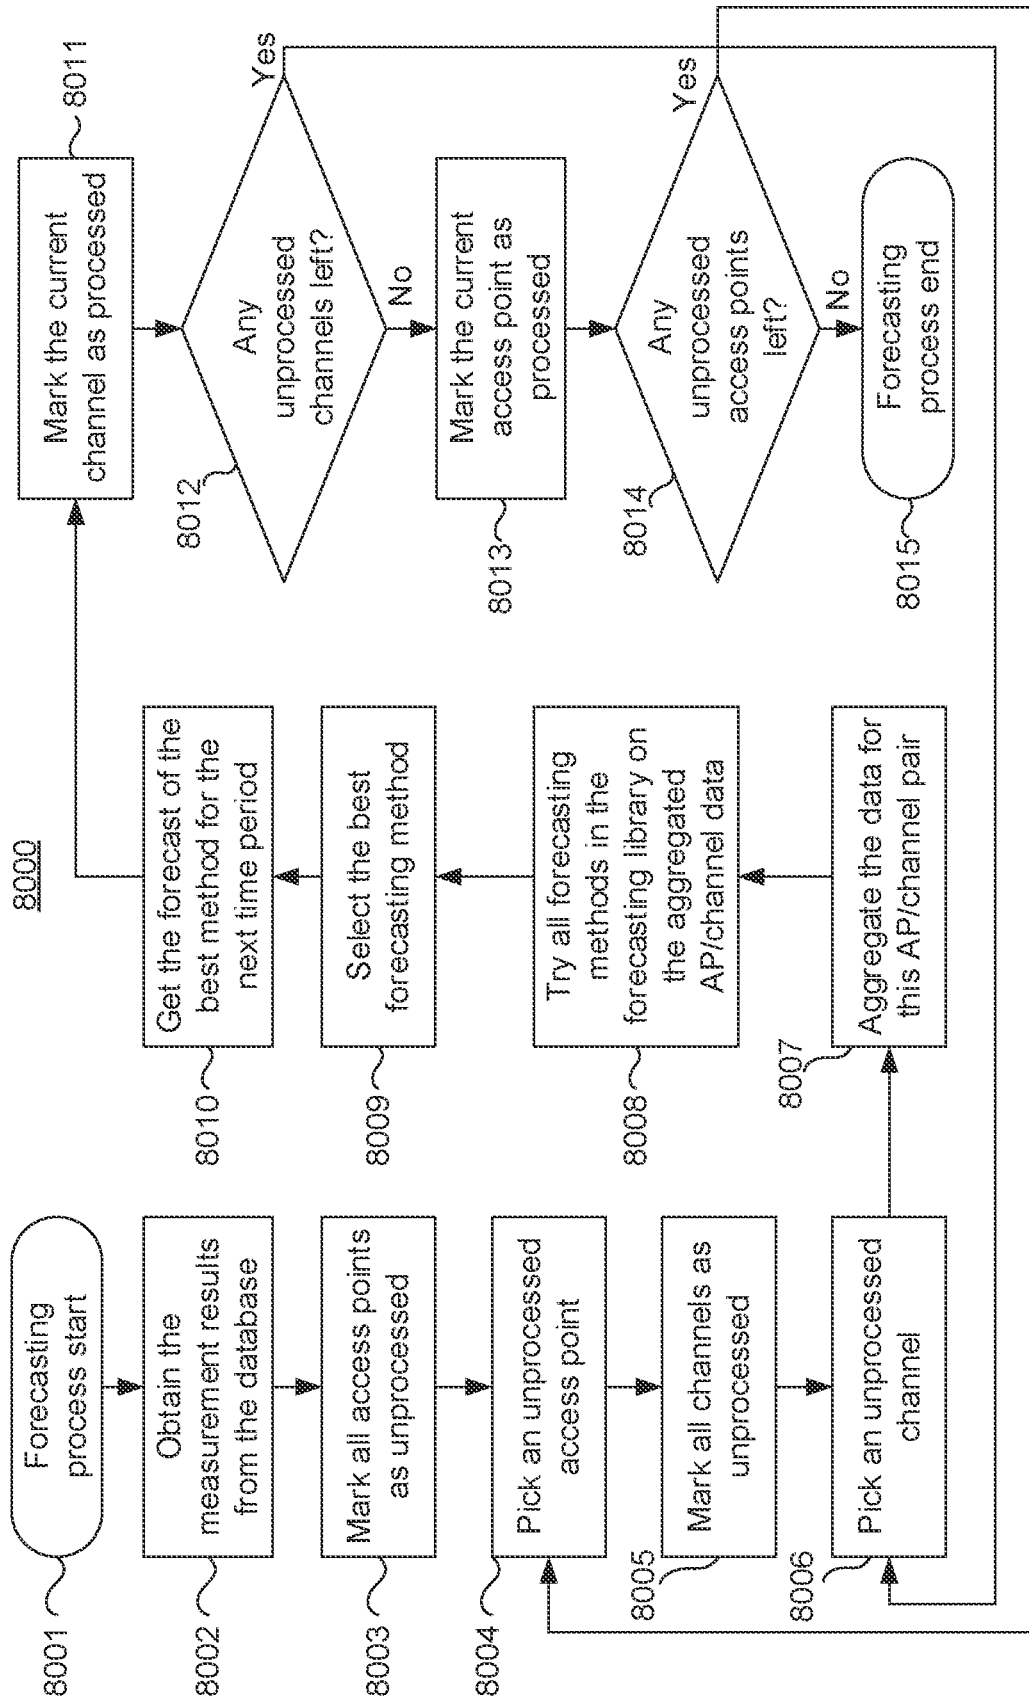 8000
8001
Forecasting
process start
8002
Obtain the
measurement results
from the database
8003
Mark all access points
as unprocessed
8004
Pick an unprocessed
access point
8005
Mark all channels as
unprocessed
8006
Pick an unprocessed
channel
8007
Aggregate the data for
this AP/channel pair
8008
Try all forecasting
methods in the
forecasting library on
the aggregated
AP/channel data
8009
Select the best
forecasting method
8010
Get the forecast of the
best method for the
next time period
8011
Mark the current
channel as processed
8012
Any
unprocessed
channels left?
Yes
No
8013
Mark the current
access point as
processed
8014
Any
unprocessed
access points
left?
Yes
No
8015
Forecasting
process end